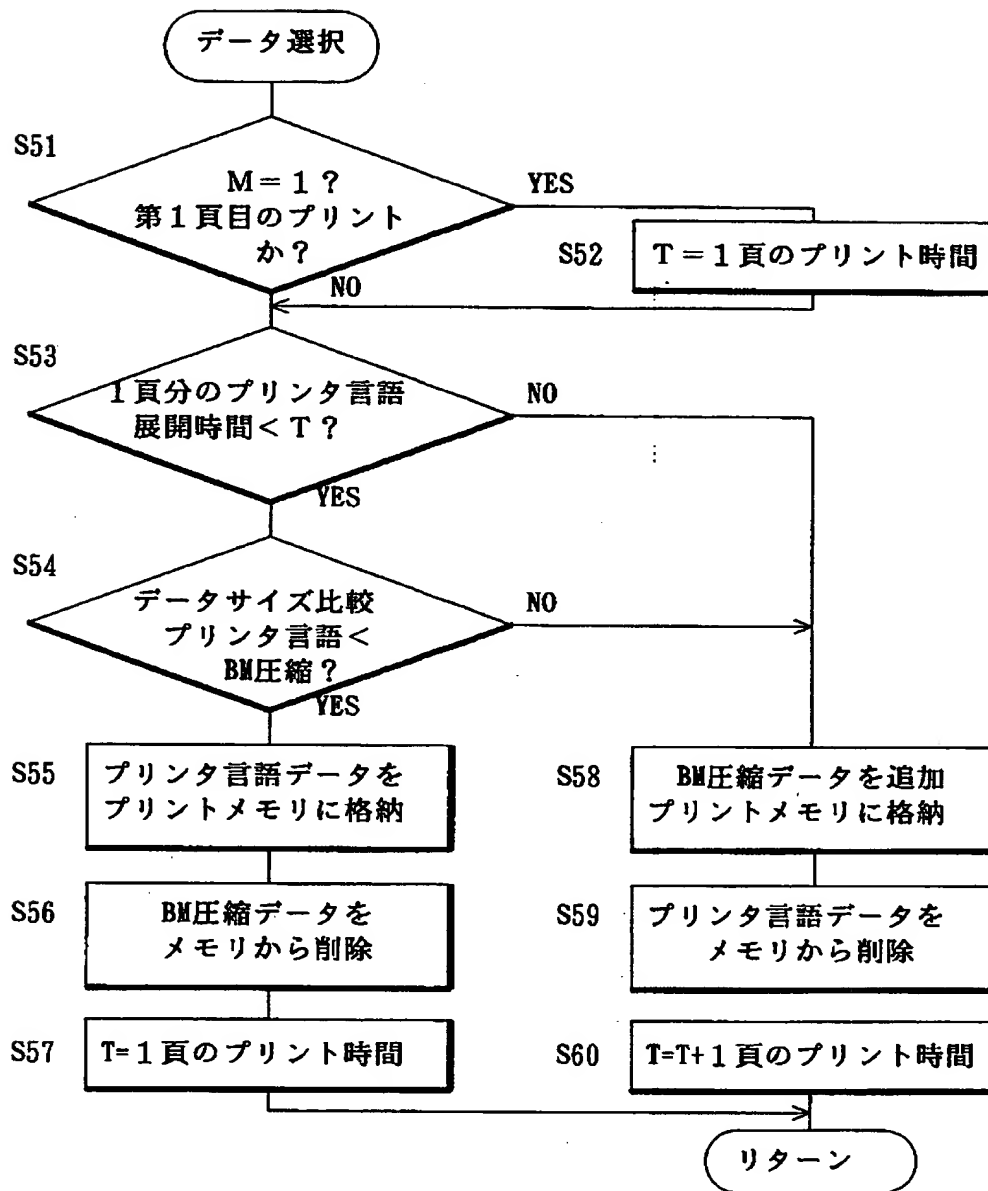 データ選択
S51
M＝１？
第１頁目のプリント
か？
YES
NO
S52
T＝１頁のプリント時間
S53
１頁分のプリンタ言語
展開時間＜T？
NO
YES
S54
データサイズ比較
プリンタ言語＜
BM圧縮？
NO
YES
S55
プリンタ言語データを
プリントメモリに格納
S58
BM圧縮データを追加
プリントメモリに格納
S56
BM圧縮データを
メモリから削除
S59
プリンタ言語データを
メモリから削除
S57
T=１頁のプリント時間
S60
T=T+１頁のプリント時間
リターン